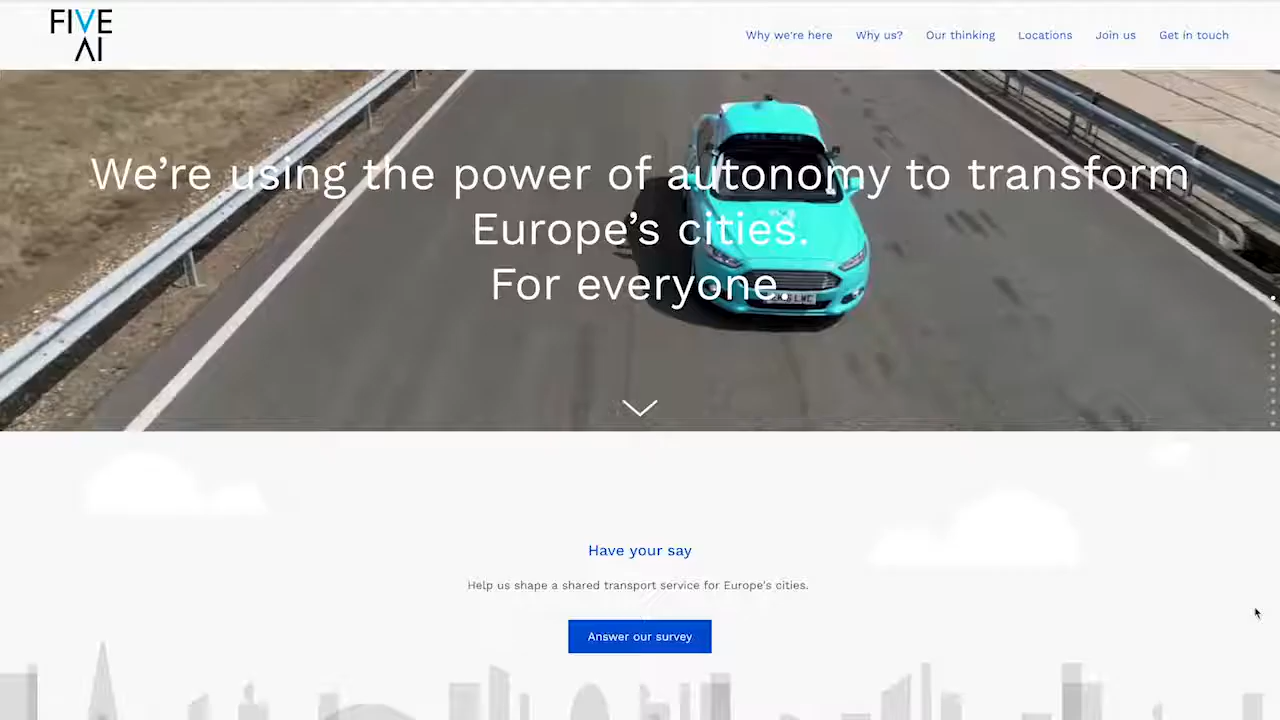 FIVE
AI
Why we're here
Why us?
Our thinking
Locations
Join us
Get in touch
We're using the power of autonomy to transform
Europe's cities.
For everyone.
Have your say
Help us shape a shared transport service for Europe's cities.
Answer our survey